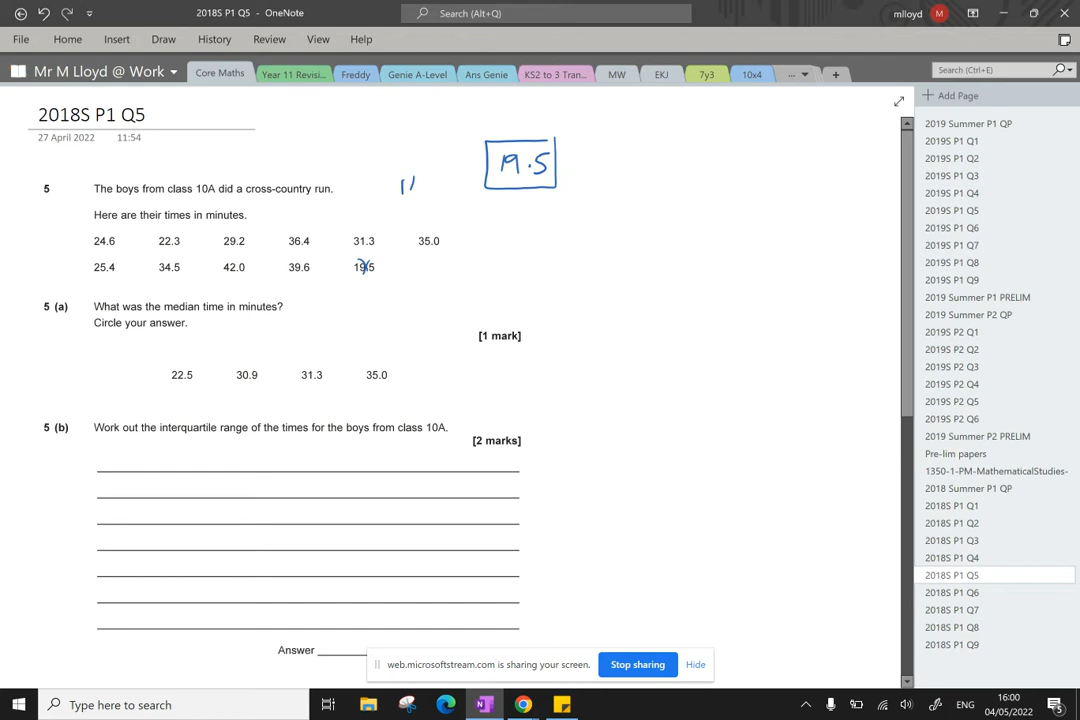 2018S P1 Q5 - OneNote
Search (Alt+Q)
mlloyd
M
File Home Insert Draw History Review View Help
Mr M Lloyd @ Work
Core Maths
Year 11 Revisi...
Freddy
Genie A-Level
Ans Genie
KS2 to 3 Tran...
MW
EKJ
7y3
10x4
...
Search (Ctrl+E)
2018S P1 Q5
27 April 2022 11:54
19.5
11
5 The boys from class 10A did a cross-country run.
Here are their times in minutes.
24.6 22.3 29.2 36.4 31.3 35.0
25.4 34.5 42.0 39.6 19.5
5 (a) What was the median time in minutes?
Circle your answer.
[1 mark]
22.5 30.9 31.3 35.0
5 (b) Work out the interquartile range of the times for the boys from class 10A.
[2 marks]
Answer
web.microsoftstream.com is sharing your screen.
Stop sharing
Hide
Add Page
2019 Summer P1 QP
2019S P1 Q1
2019S P1 Q2
2019S P1 Q3
2019S P1 Q4
2019S P1 Q5
2019S P1 Q6
2019S P1 Q7
2019S P1 Q8
2019S P1 Q9
2019 Summer P1 PRELIM
2019 Summer P2 QP
2019S P2 Q1
2019S P2 Q2
2019S P2 Q3
2019S P2 Q4
2019S P2 Q5
2019S P2 Q6
2019 Summer P2 PRELIM
Pre-lim papers
1350-1-PM-MathematicalStudies-
2018 Summer P1 QP
2018S P1 Q1
2018S P1 Q2
2018S P1 Q3
2018S P1 Q4
2018S P1 Q5
2018S P1 Q6
2018S P1 Q7
2018S P1 Q8
2018S P1 Q9
Type here to search
ENG
16:00
04/05/2022
5